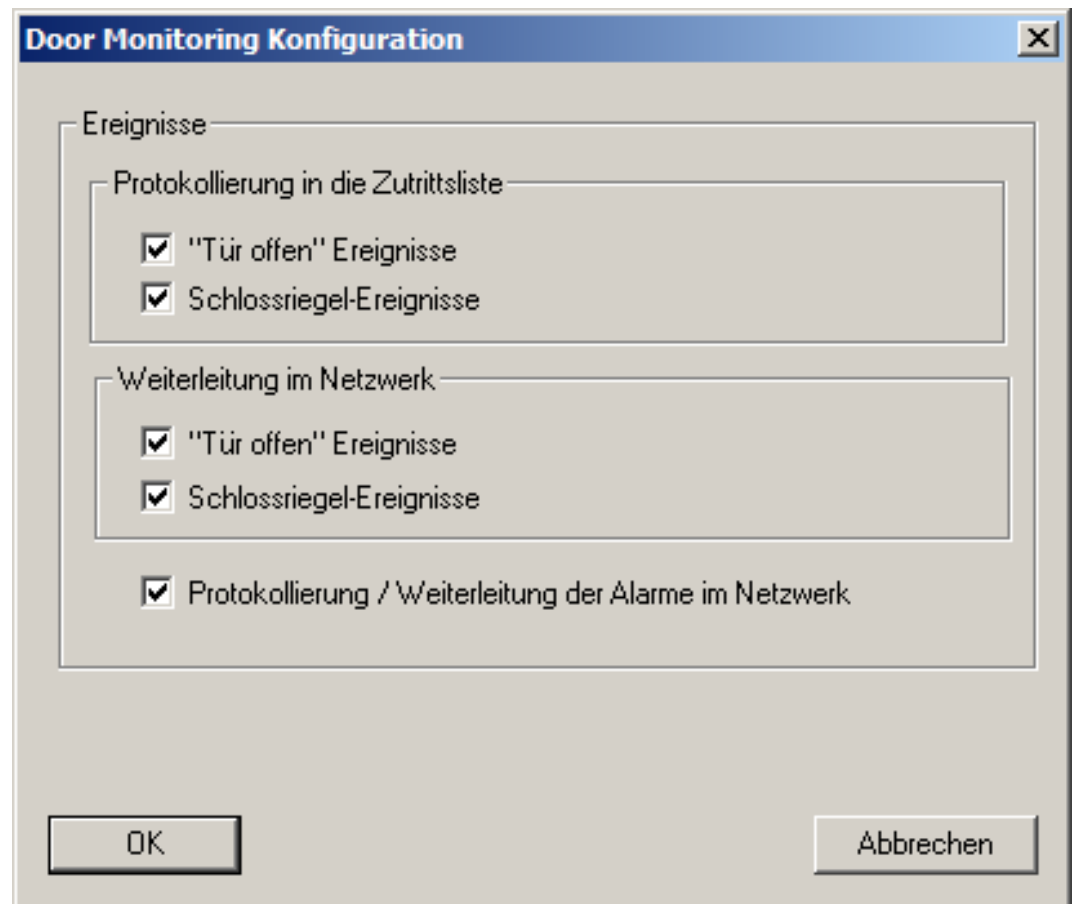 Door Monitoring Konfiguration
Ereignisse
Protokollierung in die Zutrittsliste
"Tür offen" Ereignisse
Schlossriegel-Ereignisse
Weiterleitung im Netzwerk
"Tür offen" Ereignisse
Schlossriegel-Ereignisse
Protokollierung / Weiterleitung der Alarme im Netzwerk
OK
Abbrechen